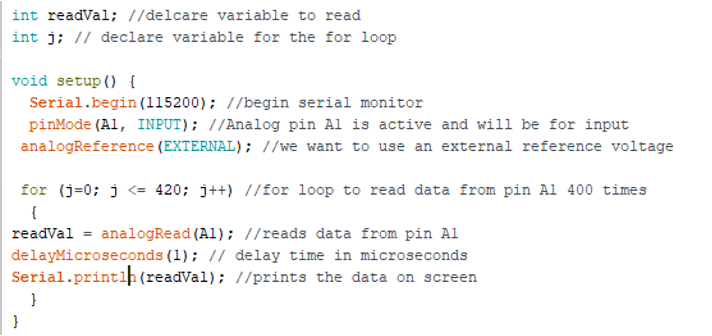 int readVal; //delcare variable to read
int j; // declare variable for the for loop
void setup() {
Serial.begin(115200); //begin serial monitor
pinMode(A1, INPUT); //Analog pin A1 is active and will be for input
analogReference(EXTERNAL); //we want to use an external reference voltage
for (j=0; j <= 420; j++) //for loop to read data from pin A1 400 times
{
readVal = analogRead(A1); //reads data from pin A1
delayMicroseconds(1); // delay time in microseconds
Serial.println(readVal); //prints the data on screen
}
}